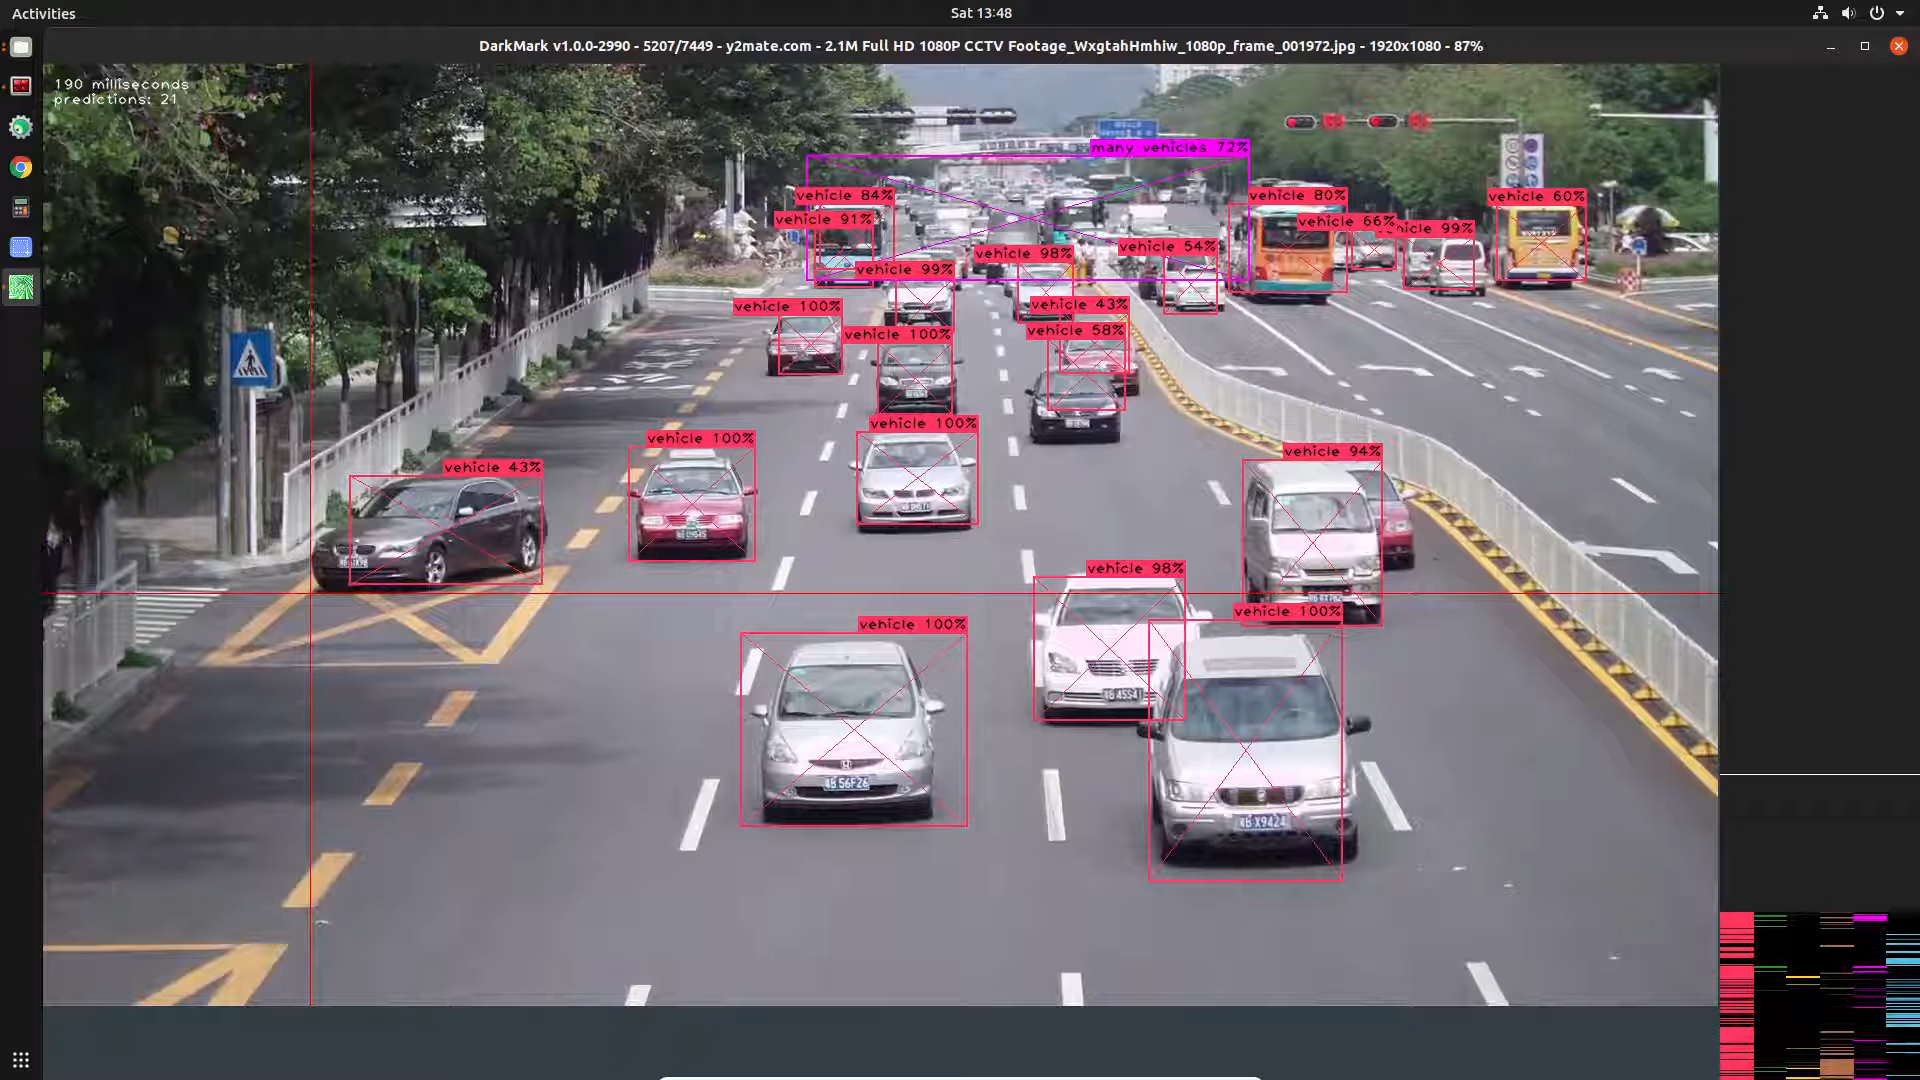 Activities
Sat 13:48
DarkMark v1.0.0-2990 - 5207/7449 - y2mate.com - 2.1M Full HD 1080P CCTV Footage_WxgtahHmhiw_1080p_frame_001972.jpg - 1920x1080 - 87%
190 milliseconds
predictions: 21
many vehicles 72%
vehicle 84%
vehicle 80%
vehicle 60%
vehicle 91%
vehicle 66%
hicle 99%
vehicle 54%
vehicle 98%
vehicle 99%
vehicle 100%
vehicle 43%
vehicle 58%
vehicle 100%
vehicle 100%
vehicle 100%
vehicle 94%
vehicle 43%
vehicle 98%
vehicle 100%
vehicle 100%
56F26
X9424